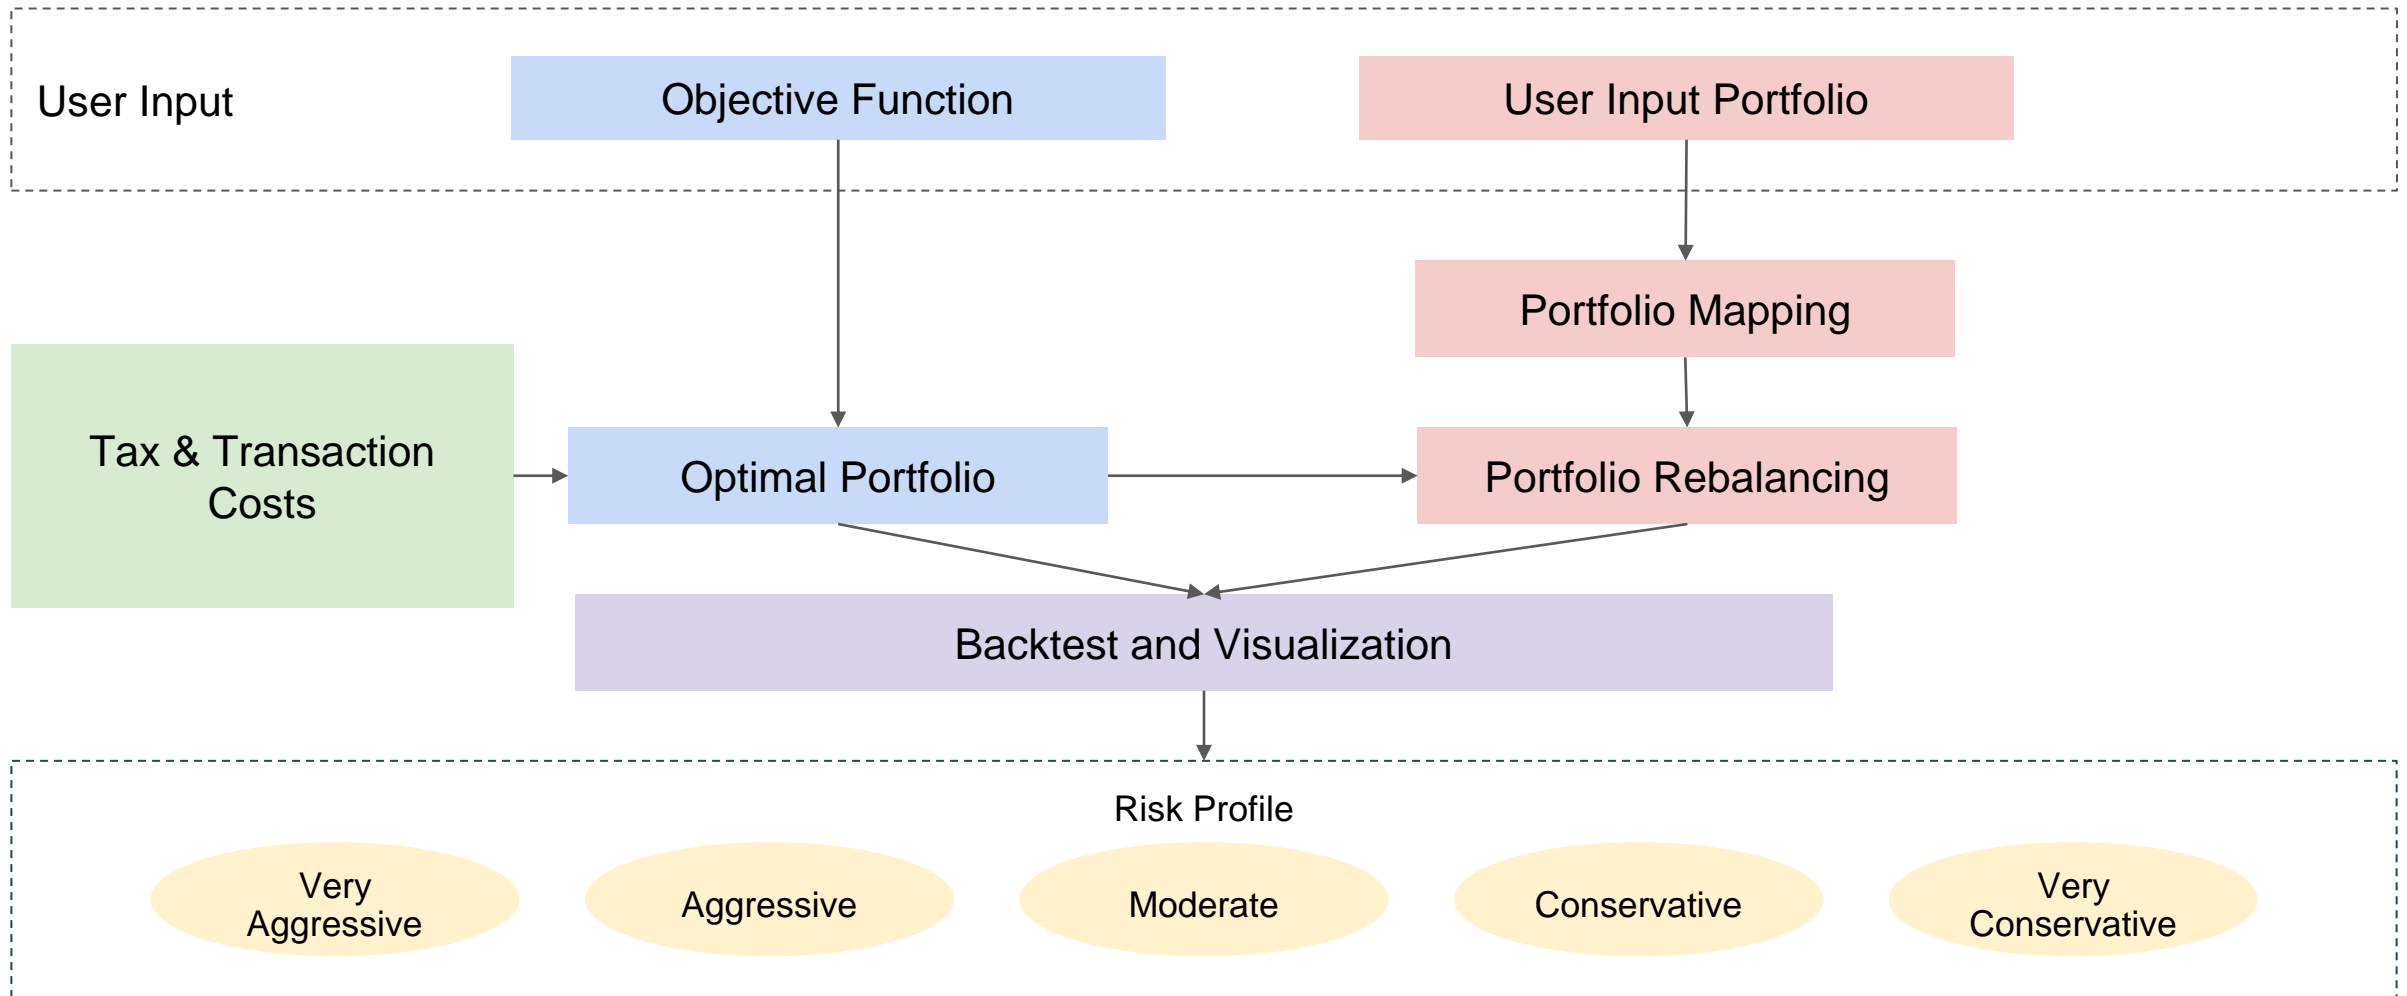 User Input
Objective Function
User Input Portfolio
Portfolio Mapping
Tax & Transaction
Costs
Optimal Portfolio
Portfolio Rebalancing
Backtest and Visualization
Risk Profile
Very
Aggressive
Aggressive
Moderate
Conservative
Very
Conservative